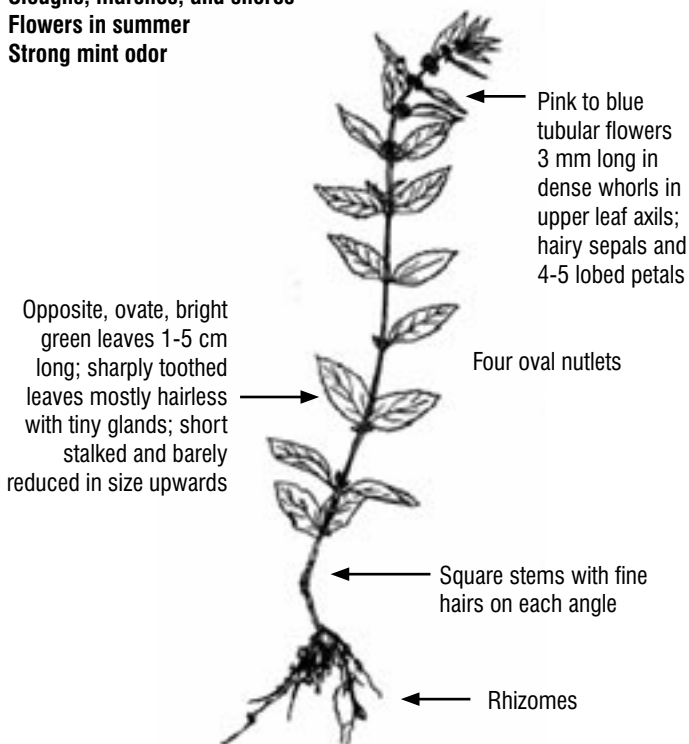 Sloughs, marshes, and shores
Flowers in summer
Strong mint odor
Pink to blue
tubular flowers
3 mm long in
dense whorls in
upper leaf axils;
hairy sepals and
4-5 lobed petals
Opposite, ovate, bright
green leaves 1-5 cm
long; sharply toothed
leaves mostly hairless
with tiny glands; short
stalked and barely
reduced in size upwards
Four oval nutlets
Square stems with fine
hairs on each angle
Rhizomes